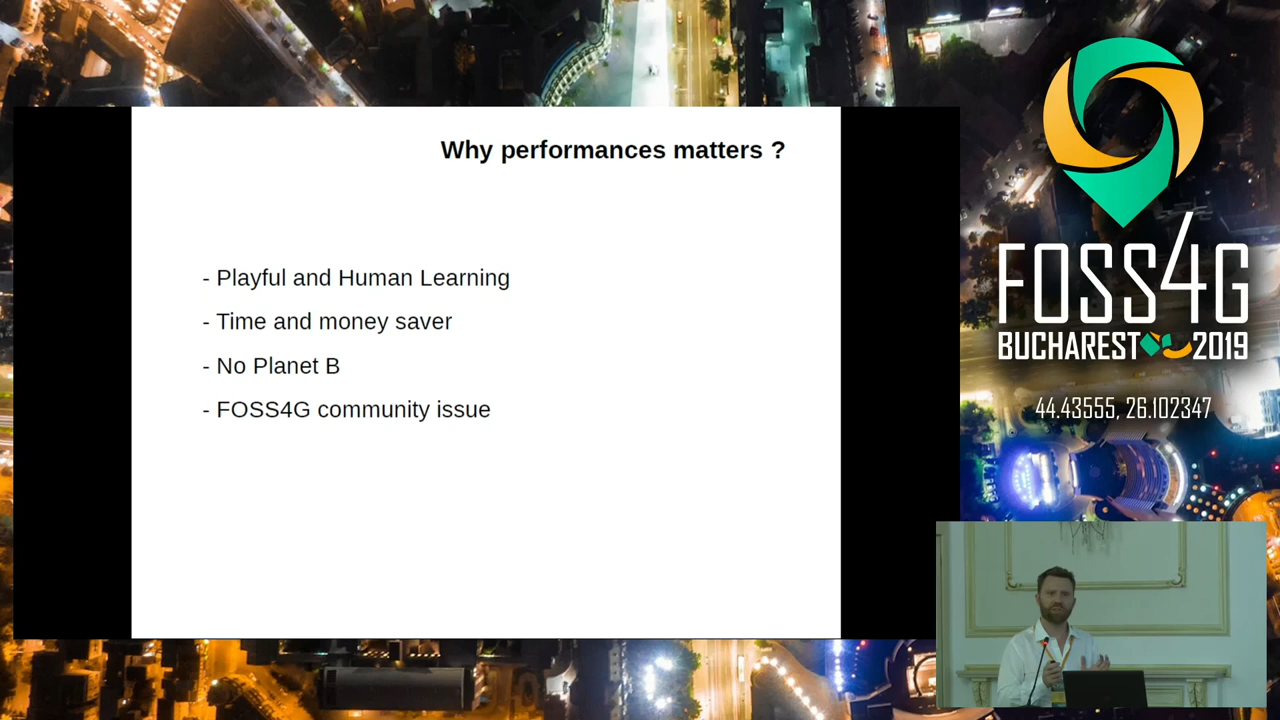 Why performances matters ?
- Playful and Human Learning
- Time and money saver
- No Planet B
- FOSS4G community issue
FOSS4G
BUCHAREST 2019
44.43555, 26.102347